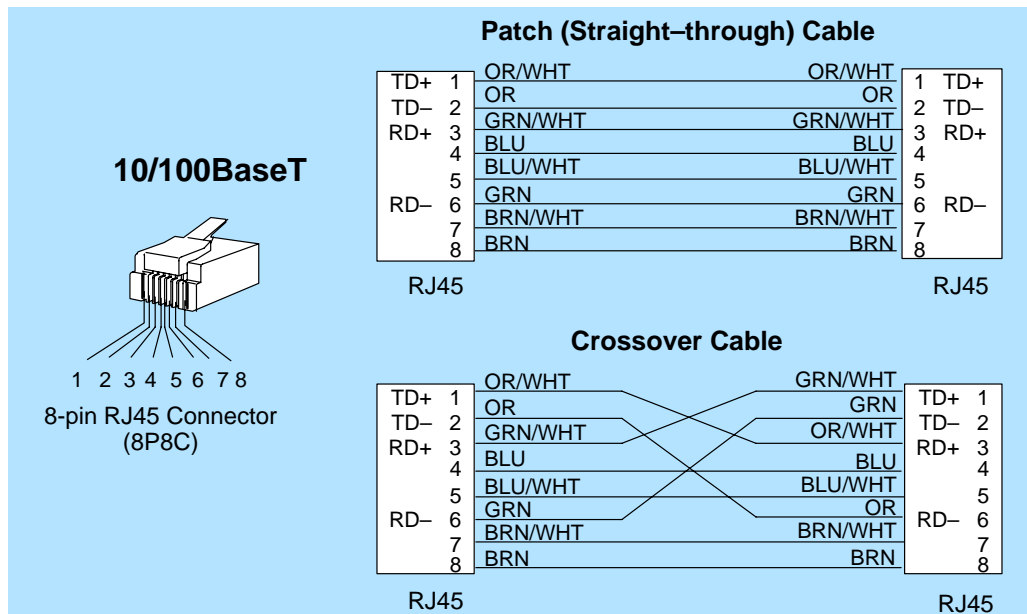 Patch (Straight–through) Cable
TD+ 1 OR/WHT OR/WHT 1 TD+
TD– 2 OR OR 2 TD–
RD+ 3 GRN/WHT GRN/WHT 3 RD+
4 BLU BLU 4
5 BLU/WHT BLU/WHT 5
RD– 6 GRN GRN 6 RD–
7 BRN/WHT BRN/WHT 7
8 BRN BRN 8
RJ45 RJ45
10/100BaseT
1 2 3 4 5 6 7 8
8-pin RJ45 Connector
(8P8C)
Crossover Cable
TD+ 1 OR/WHT GRN/WHT TD+ 1
TD– 2 OR GRN TD– 2
RD+ 3 GRN/WHT OR/WHT RD+ 3
4 BLU BLU 4
5 BLU/WHT BLU/WHT 5
RD– 6 GRN OR RD– 6
7 BRN/WHT BRN/WHT 7
8 BRN BRN 8
RJ45 RJ45